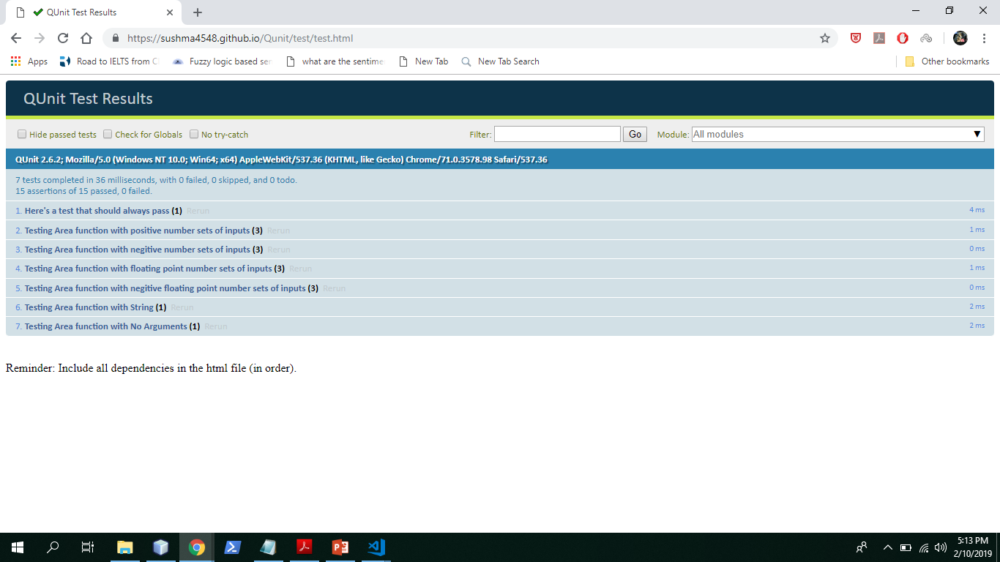 QUnit Test Results
https://sushma4548.github.io/Qunit/test/test.html
Apps Road to IELTS from C Fuzzy logic based ser what are the sentime New Tab New Tab Search Other bookmarks
QUnit Test Results
Hide passed tests Check for Globals No try-catch Filter: Go Module: All modules
QUnit 2.6.2; Mozilla/5.0 (Windows NT 10.0; Win64; x64) AppleWebKit/537.36 (KHTML, like Gecko) Chrome/71.0.3578.98 Safari/537.36
7 tests completed in 36 milliseconds, with 0 failed, 0 skipped, and 0 todo.
15 assertions of 15 passed, 0 failed.
1. Here's a test that should always pass (1) Rerun 4 ms
2. Testing Area function with positive number sets of inputs (3) Rerun 1 ms
3. Testing Area function with negitive number sets of inputs (3) Rerun 0 ms
4. Testing Area function with floating point number sets of inputs (3) Rerun 1 ms
5. Testing Area function with negitive floating point number sets of inputs (3) Rerun 0 ms
6. Testing Area function with String (1) Rerun 2 ms
7. Testing Area function with No Arguments (1) Rerun 2 ms
Reminder: Include all dependencies in the html file (in order).
5:13 PM
2/10/2019